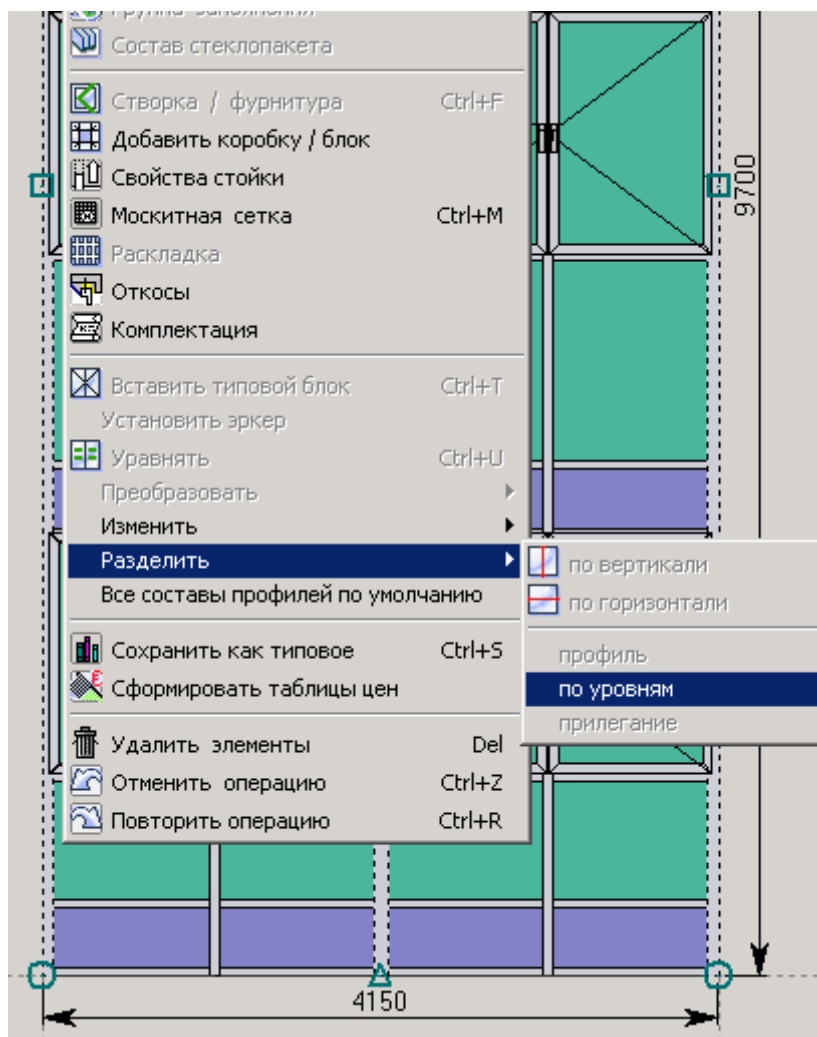 Состав стеклопакета
Створка / фурнитура Ctrl+F
Добавить коробку / блок
Свойства стойки
Москитная сетка Ctrl+M
Раскладка
Откосы
Комплектация
Вставить типовой блок Ctrl+T
Установить эркер
Уравнять Ctrl+U
Преобразовать
Изменить
Разделить
Все составы профилей по умолчанию
Сохранить как типовое Ctrl+S
Сформировать таблицы цен
Удалить элементы Del
Отменить операцию Ctrl+Z
Повторить операцию Ctrl+R
по вертикали
по горизонтали
профиль
по уровням
прилегание
9700
4150